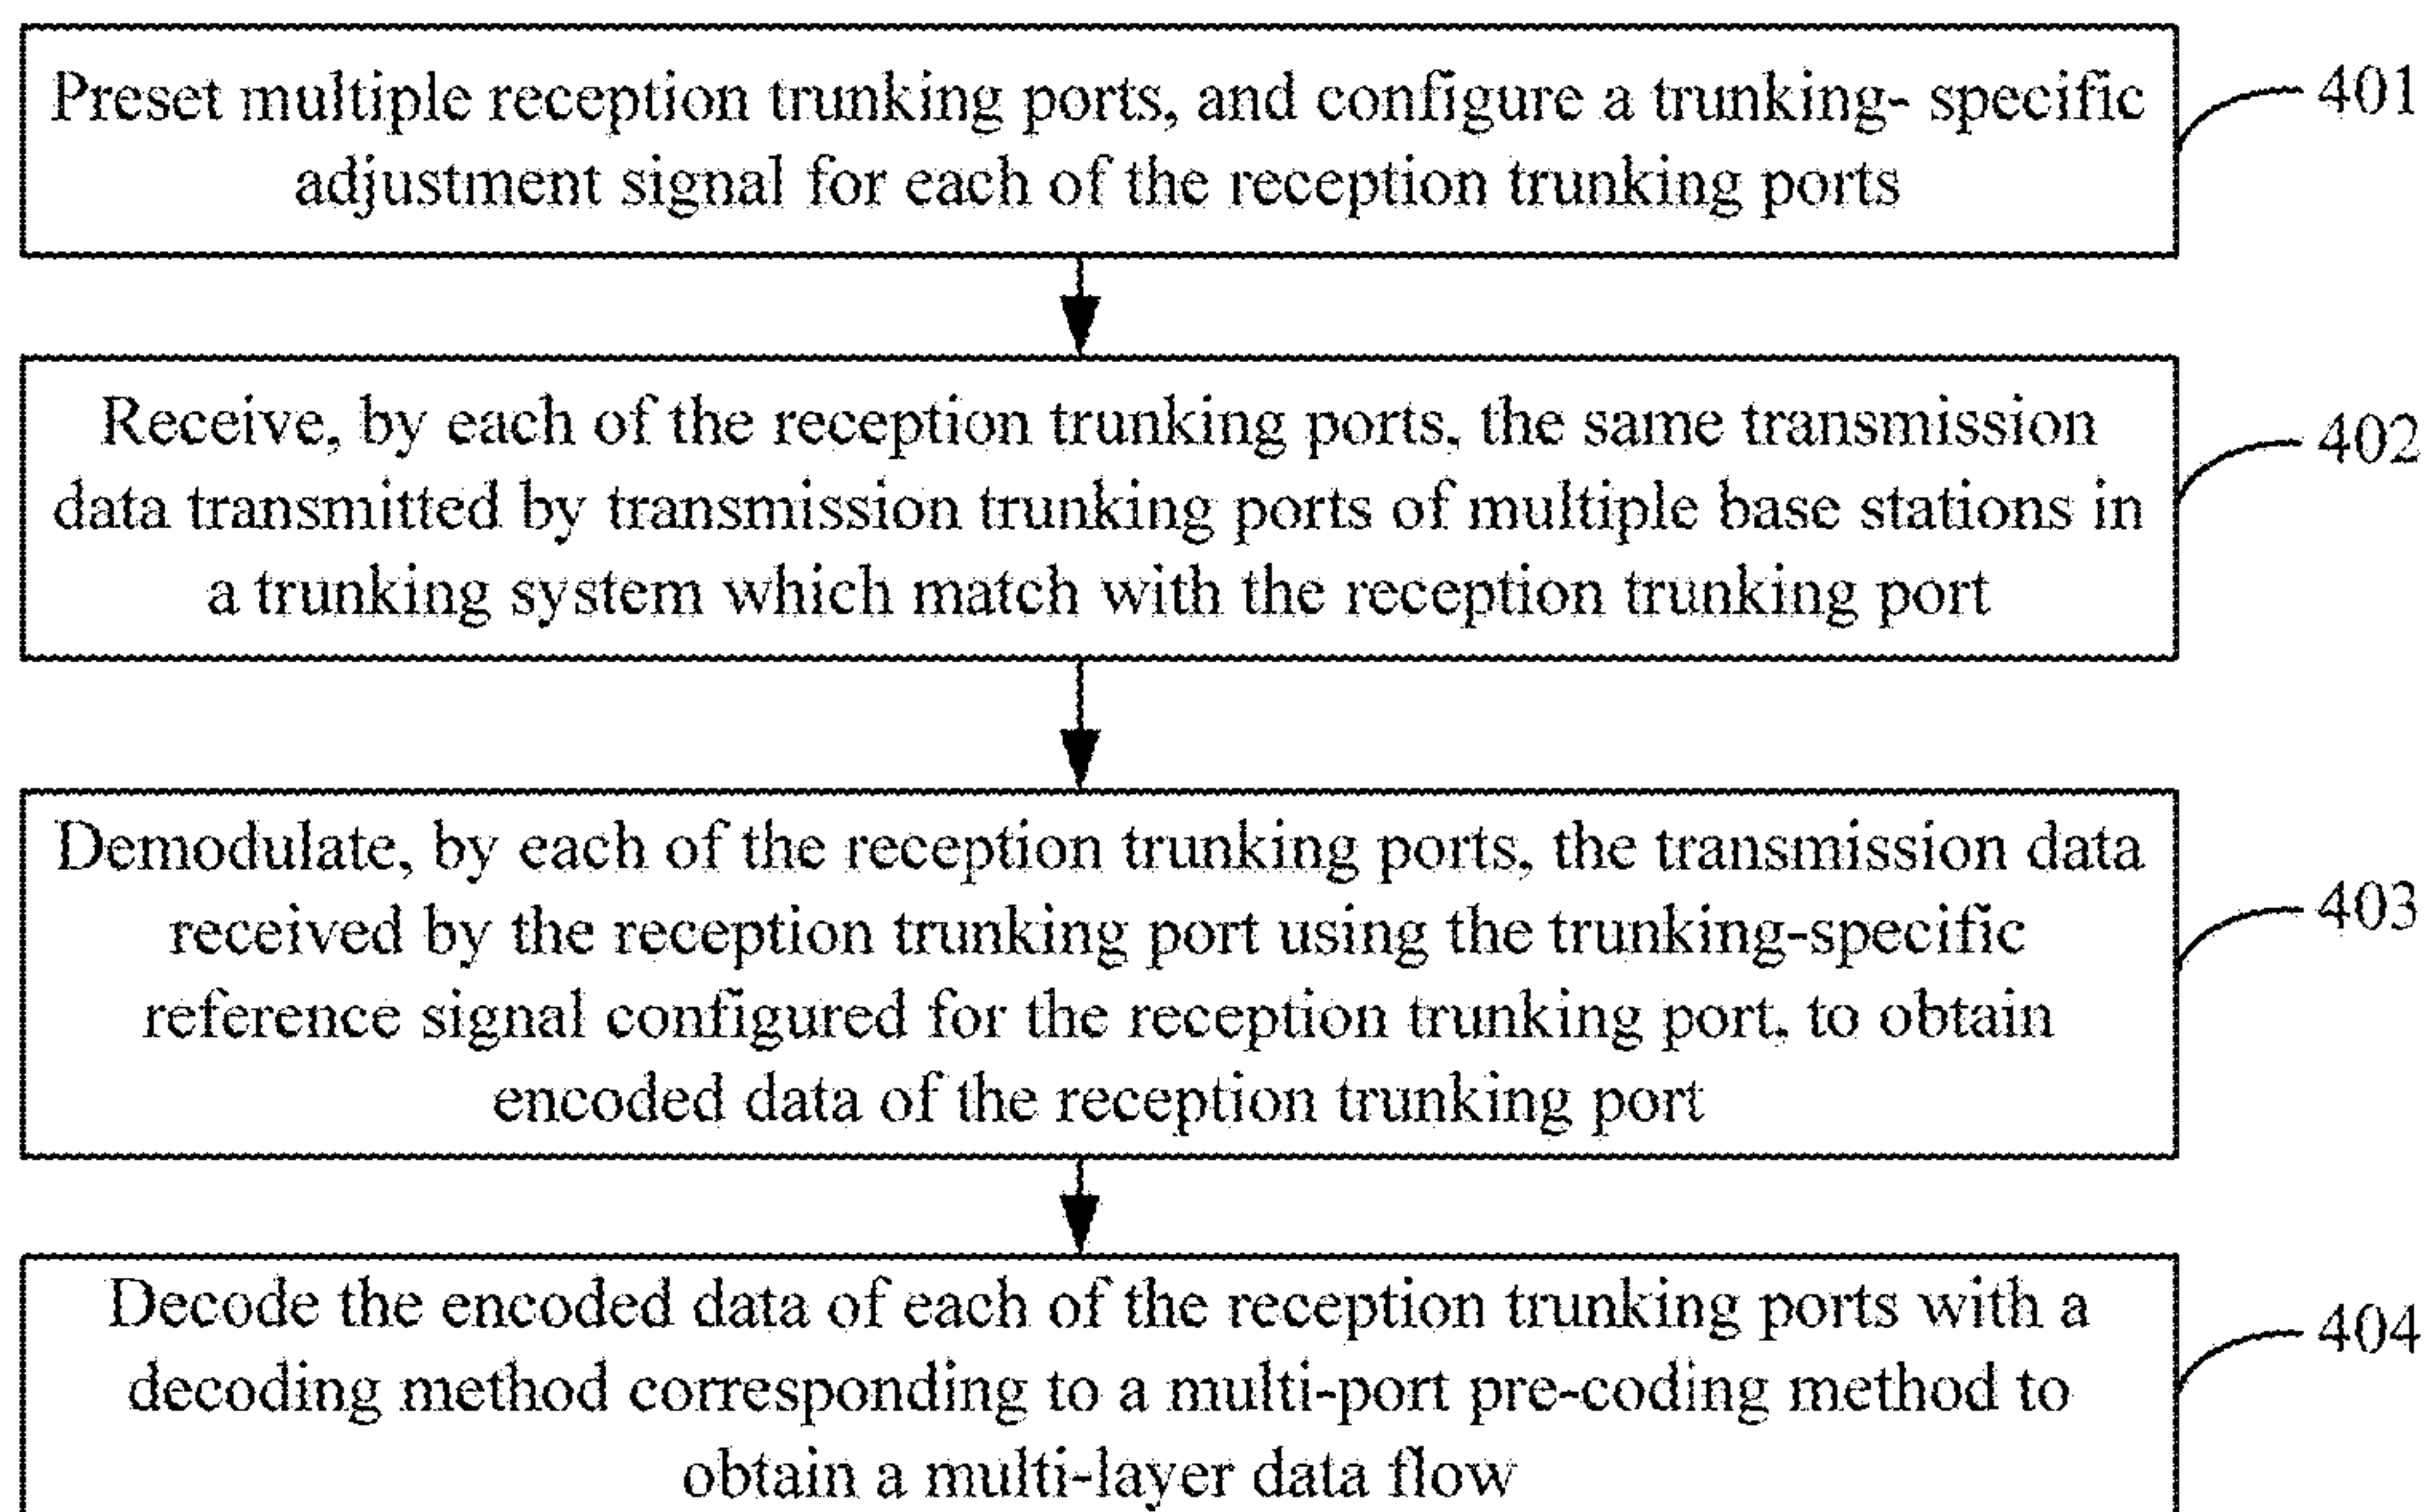 Preset multiple reception trunking ports, and configure a trunking- specific
adjustment signal for each of the reception trunking ports
401
Receive, by each of the reception trunking ports, the same transmission
data transmitted by transmission trunking ports of multiple base stations in
a trunking system which match with the reception trunking port
402
Demodulate, by each of the reception trunking ports, the transmission data
received by the reception trunking port using the trunking-specific
reference signal configured for the reception trunking port, to obtain
encoded data of the reception trunking port
403
Decode the encoded data of each of the reception trunking ports with a
decoding method corresponding to a multi-port pre-coding method to
obtain a multi-layer data flow
404